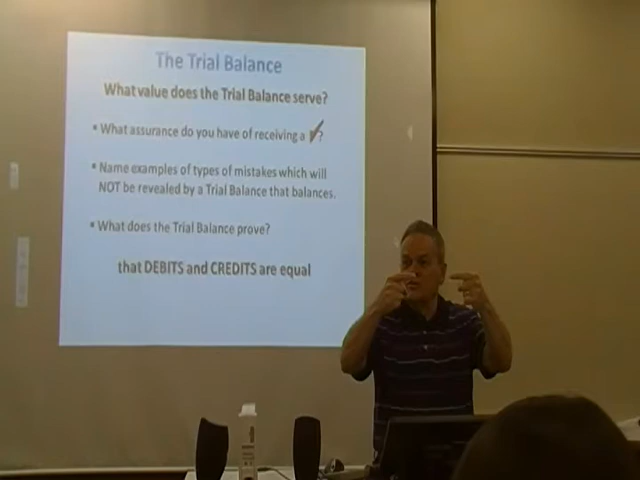 The Trial Balance
What value does the Trial Balance serve?
• What assurance do you have of receiving a ✓?
• Name examples of types of mistakes which will
NOT be revealed by a Trial Balance that balances.
• What does the Trial Balance prove?
that DEBITS and CREDITS are equal